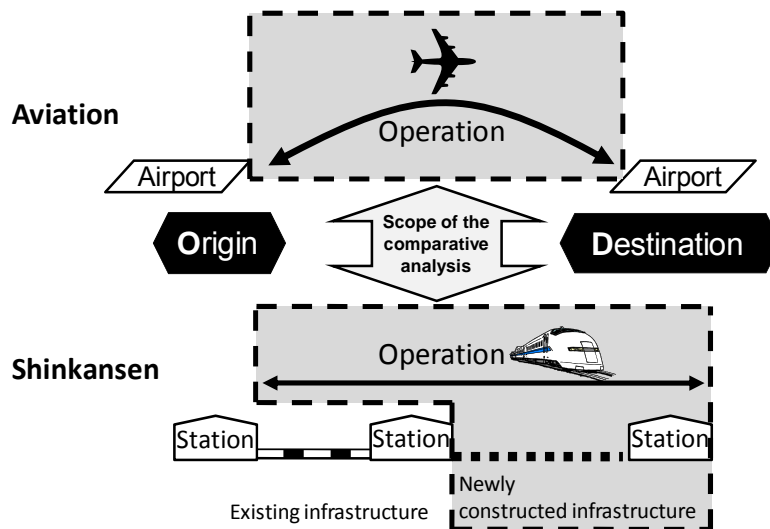 Aviation
Operation
Airport
Airport
Origin
Scope of the
comparative
analysis
Destination
Shinkansen
Operation
Station
Station
Station
Existing infrastructure
Newly
constructed infrastructure